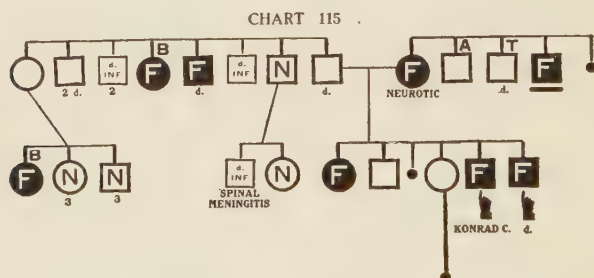 CHART 115 .
B A T
d. INF F F d. INF N F F
2 d. 2 d. d. NEUROTIC d.
B
F N N d. INF N F F F
3 3 SPINAL MENINGITIS KONRAD C. d.